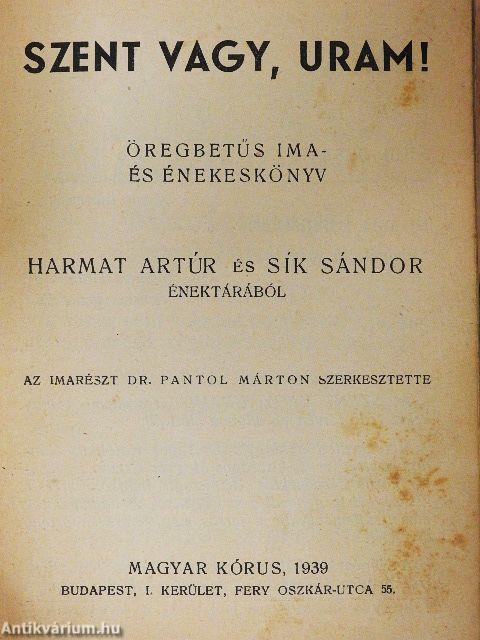 SZENT VAGY, URAM!
ÖREGBETŰS IMA-
ÉS ÉNEKESKÖNYV
HARMAT ARTÚR ÉS SÍK SÁNDOR
ÉNEKTÁRÁBÓL
AZ IMARÉSZT DR. PANTOL MÁRTON SZERKESZTETTE
MAGYAR KÓRUS, 1939
BUDAPEST, I. KERÜLET, FERY OSZKÁR-UTCA 55.
Antikvárium.hu